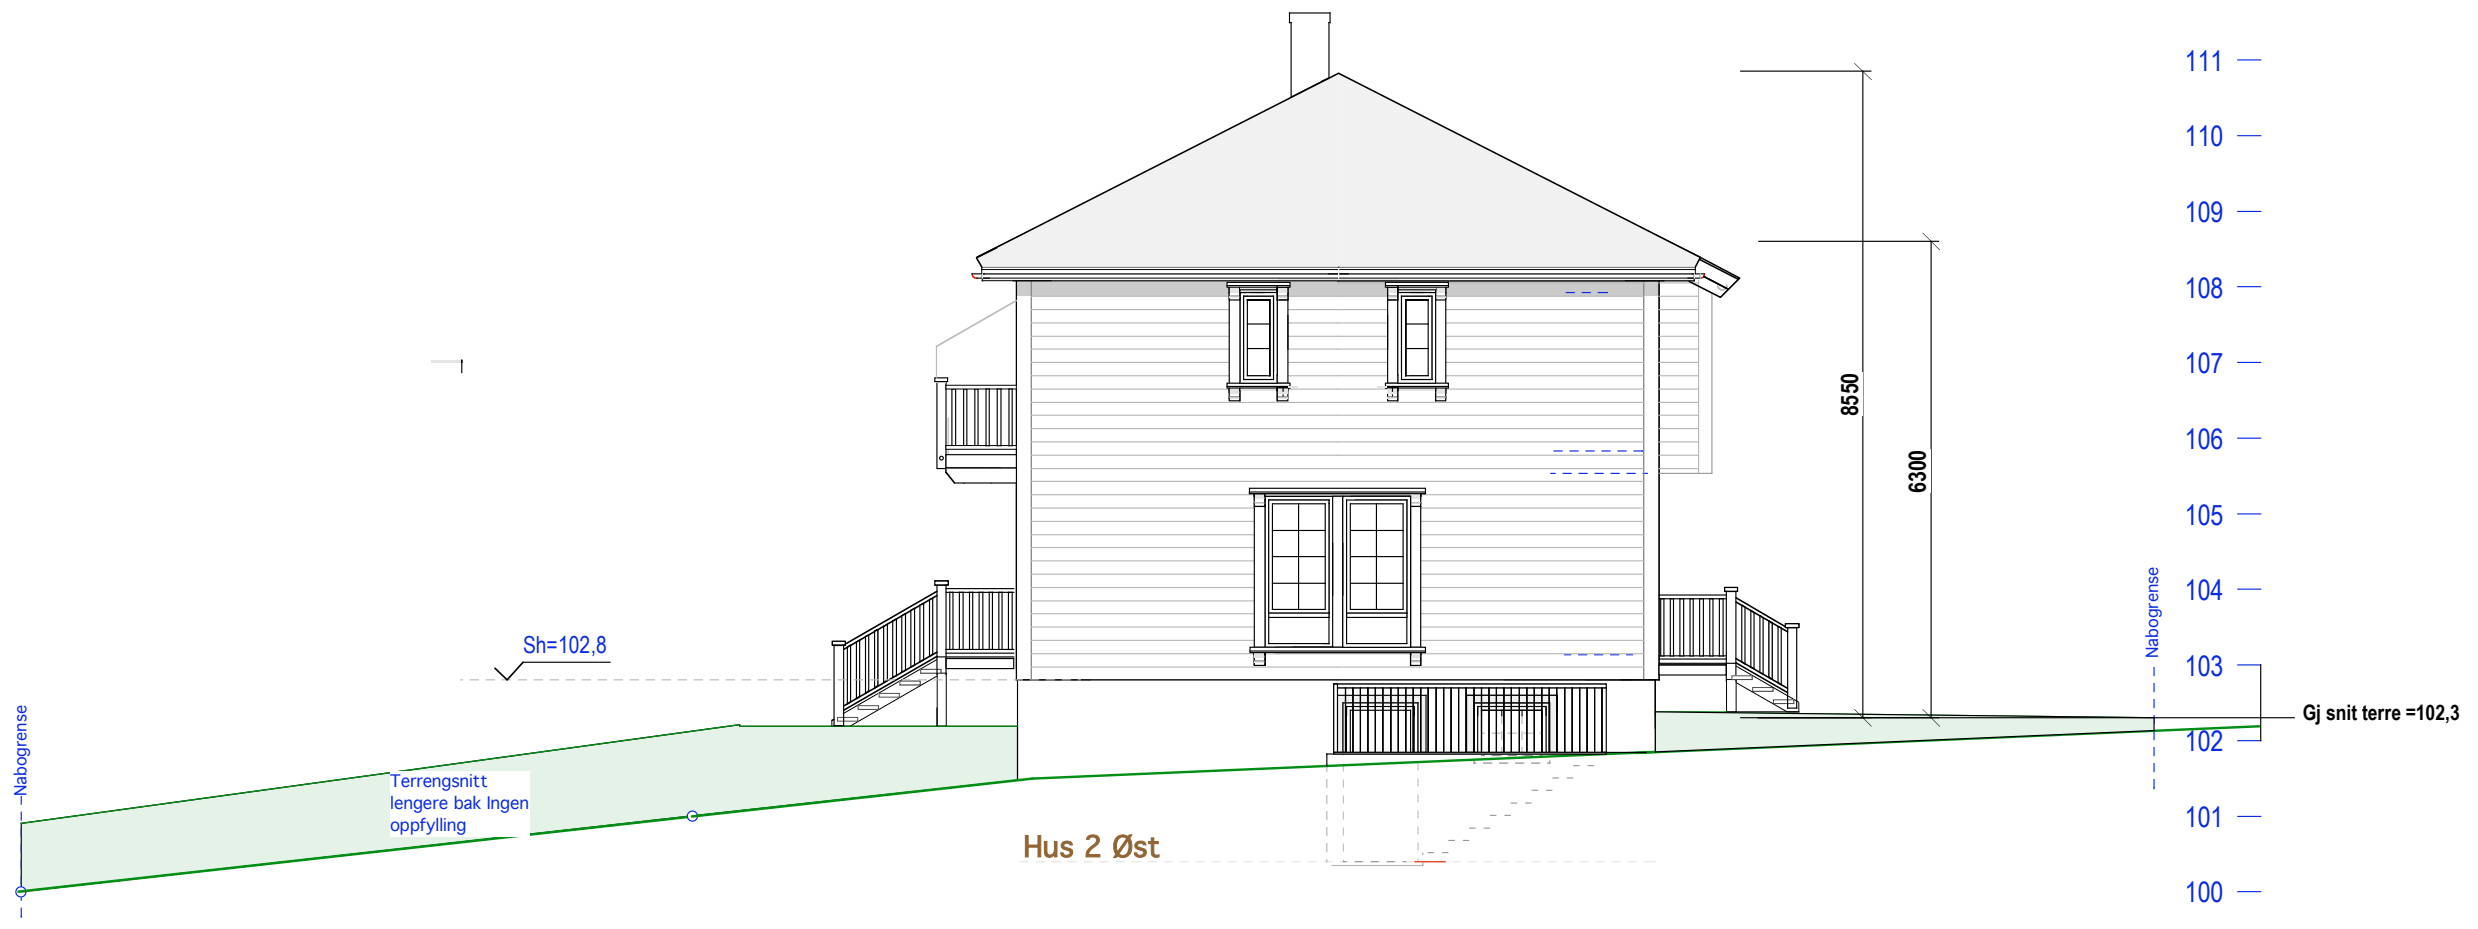 111
110
109
108
107
106
105
104
103
102
101
100
8550
6300
Nabogrense
Gj snit terre =102,3
Sh=102,8
Nabogrense
Terrengsnitt
lengere bak Ingen
oppfylling
Hus 2 Øst